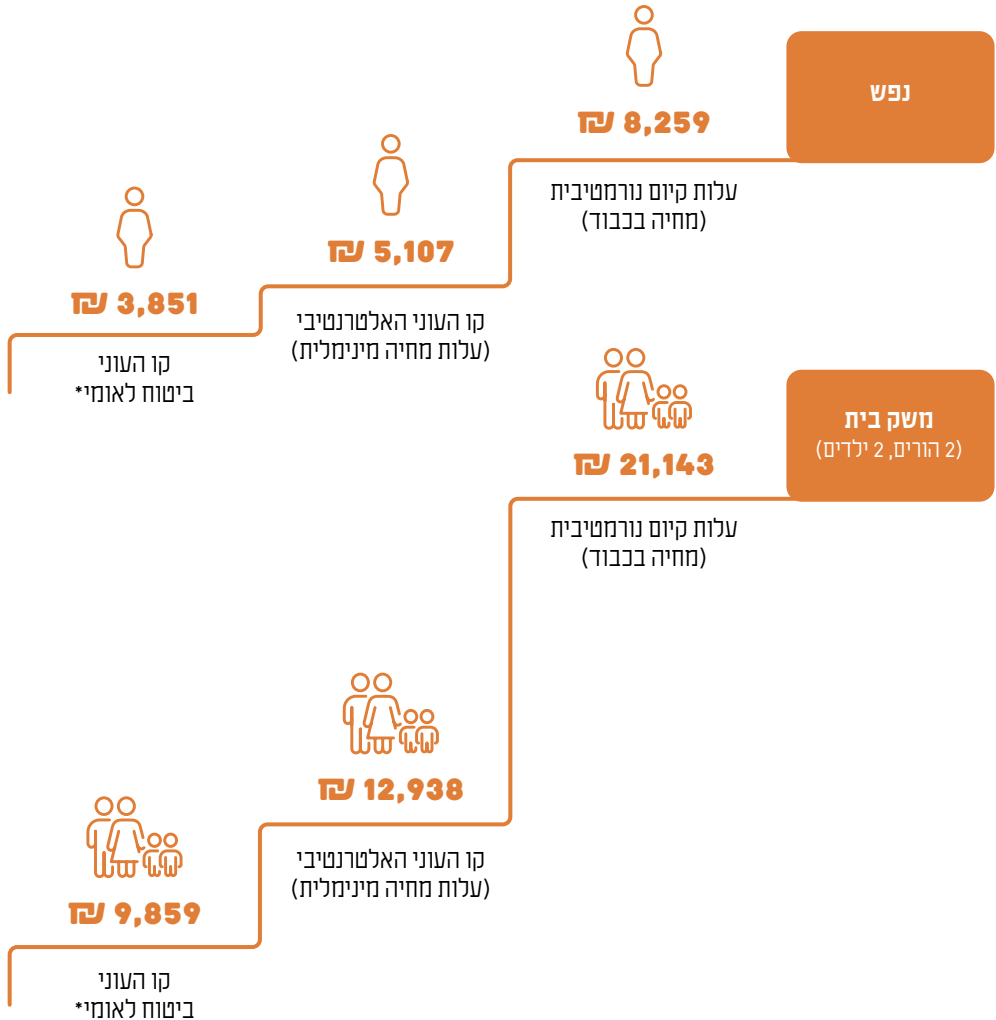 נפש
8,259 ₪
עלות קיום נורמטיבית
(מחיה בכבוד)
5,107 ₪
קו העוני האלטרנטיבי
(עלות מחיה מינימלית)
3,851 ₪
קו העוני
ביטוח לאומי*
משק בית
(2 הורים, 2 ילדים)
21,143 ₪
עלות קיום נורמטיבית
(מחיה בכבוד)
12,938 ₪
קו העוני האלטרנטיבי
(עלות מחיה מינימלית)
9,859 ₪
קו העוני
ביטוח לאומי*